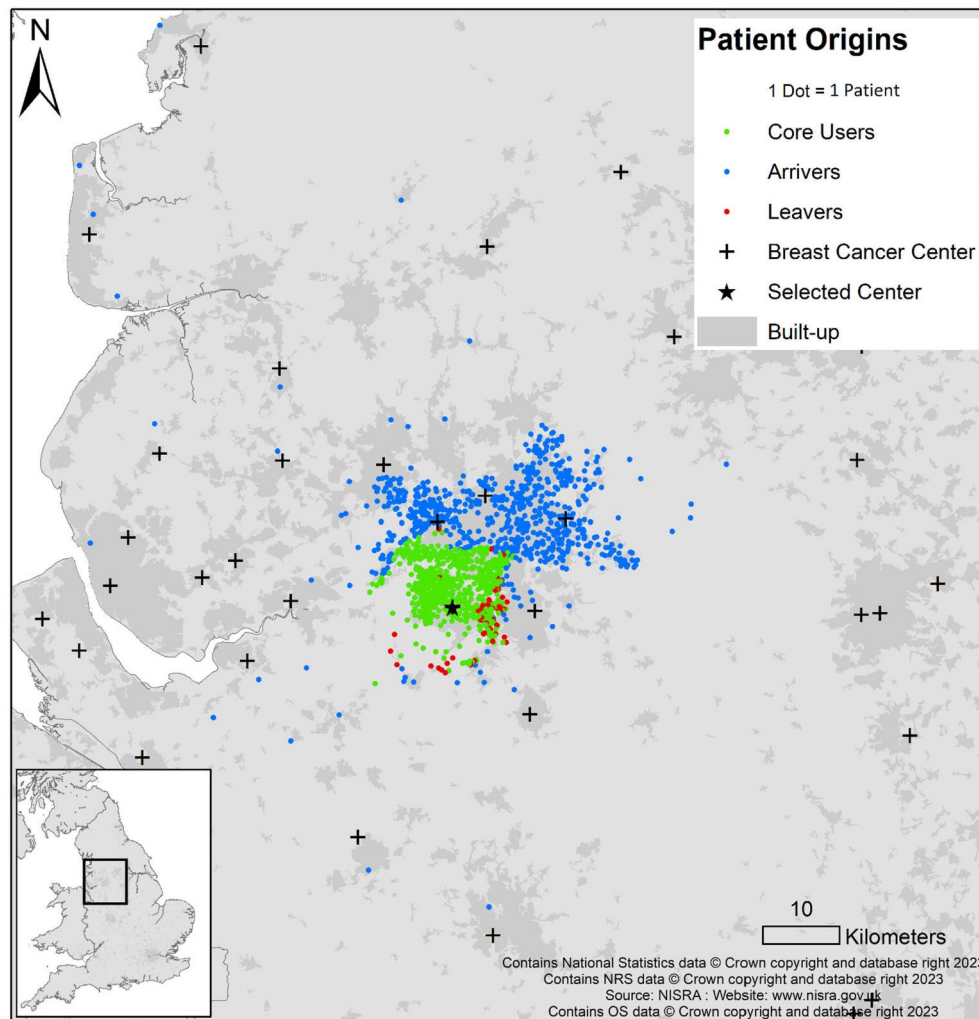 N
Patient Origins
1 Dot = 1 Patient
Core Users
Arrivers
Leavers
Breast Cancer Center
Selected Center
Built-up
10
Kilometers
Contains National Statistics data © Crown copyright and database right 2023
Contains NRS data © Crown copyright and database right 2023
Source: NISRA : Website: www.nisra.gov.uk
Contains OS data © Crown copyright and database right 2023